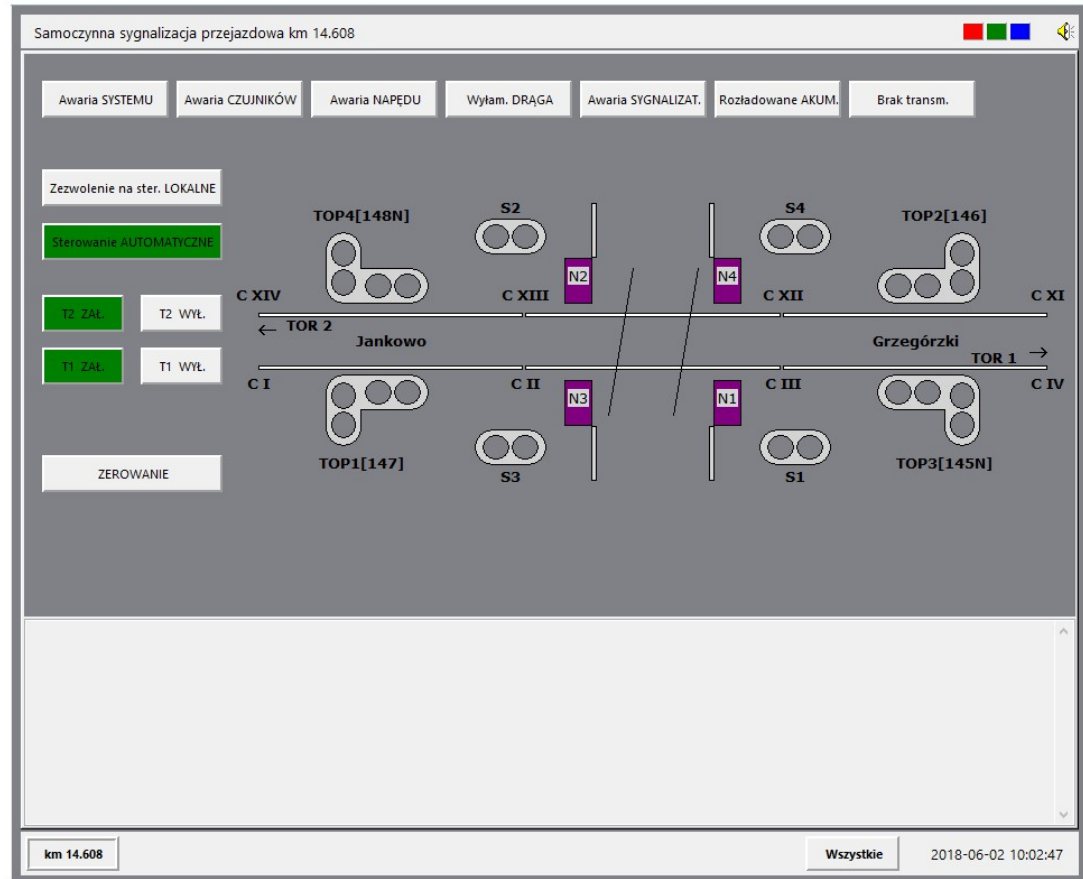 Samoczynna sygnalizacja przejazdowa km 14.608
Awaria SYSTEMU
Awaria CZUJNIKÓW
Awaria NAPĘDU
Wyłam. DRĄGA
Awaria SYGNALIZAT.
Rozładowane AKUM.
Brak transm.
Zezwolenie na ster. LOKALNE
Sterowanie AUTOMATYCZNE
T2 ZAŁ.
T2 WYŁ.
T1 ZAŁ.
T1 WYŁ.
ZEROWANIE
TOP4[148N]
S2
S4
TOP2[146]
N2
N4
C XIV
C XIII
C XII
C XI
← TOR 2
Jankowo
Grzegórzki
TOR 1 →
C I
C II
C III
C IV
N3
N1
TOP1[147]
S3
S1
TOP3[145N]
km 14.608
Wszystkie
2018-06-02 10:02:47